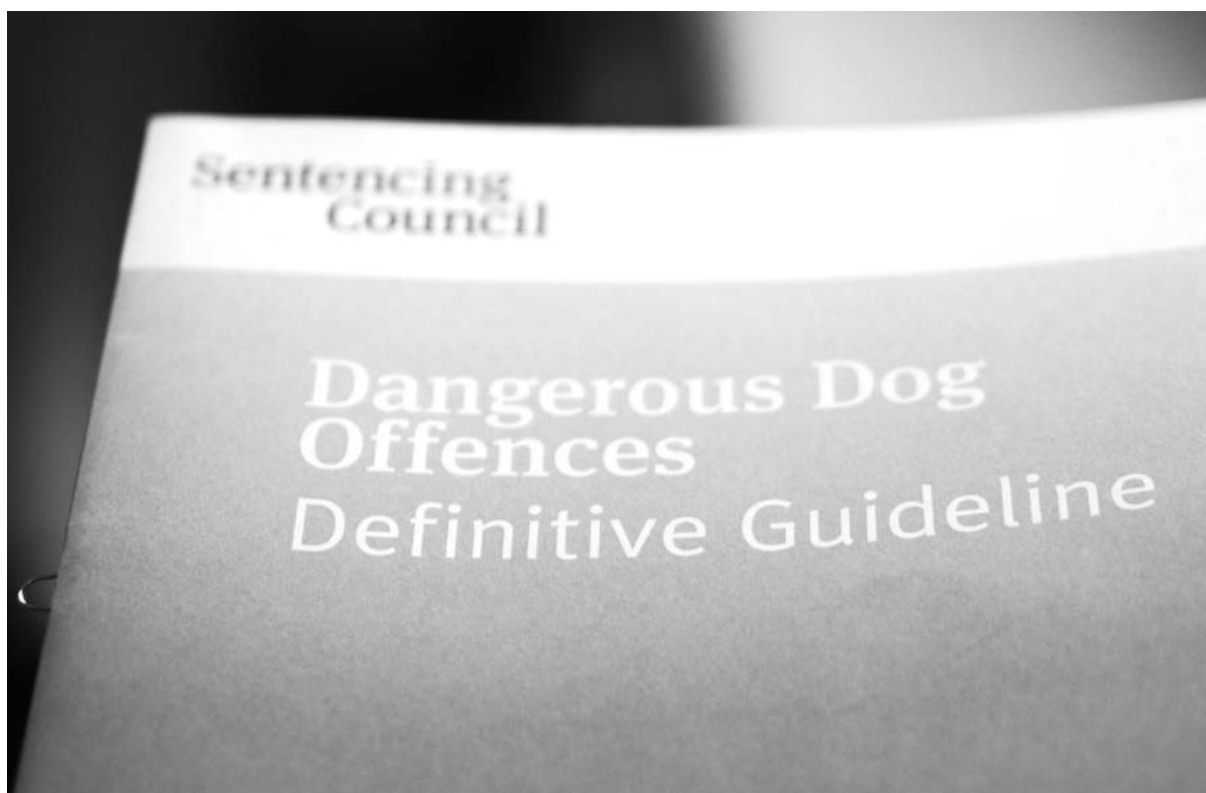 Sentencing
Council
Dangerous Dog
Offences
Definitive Guideline